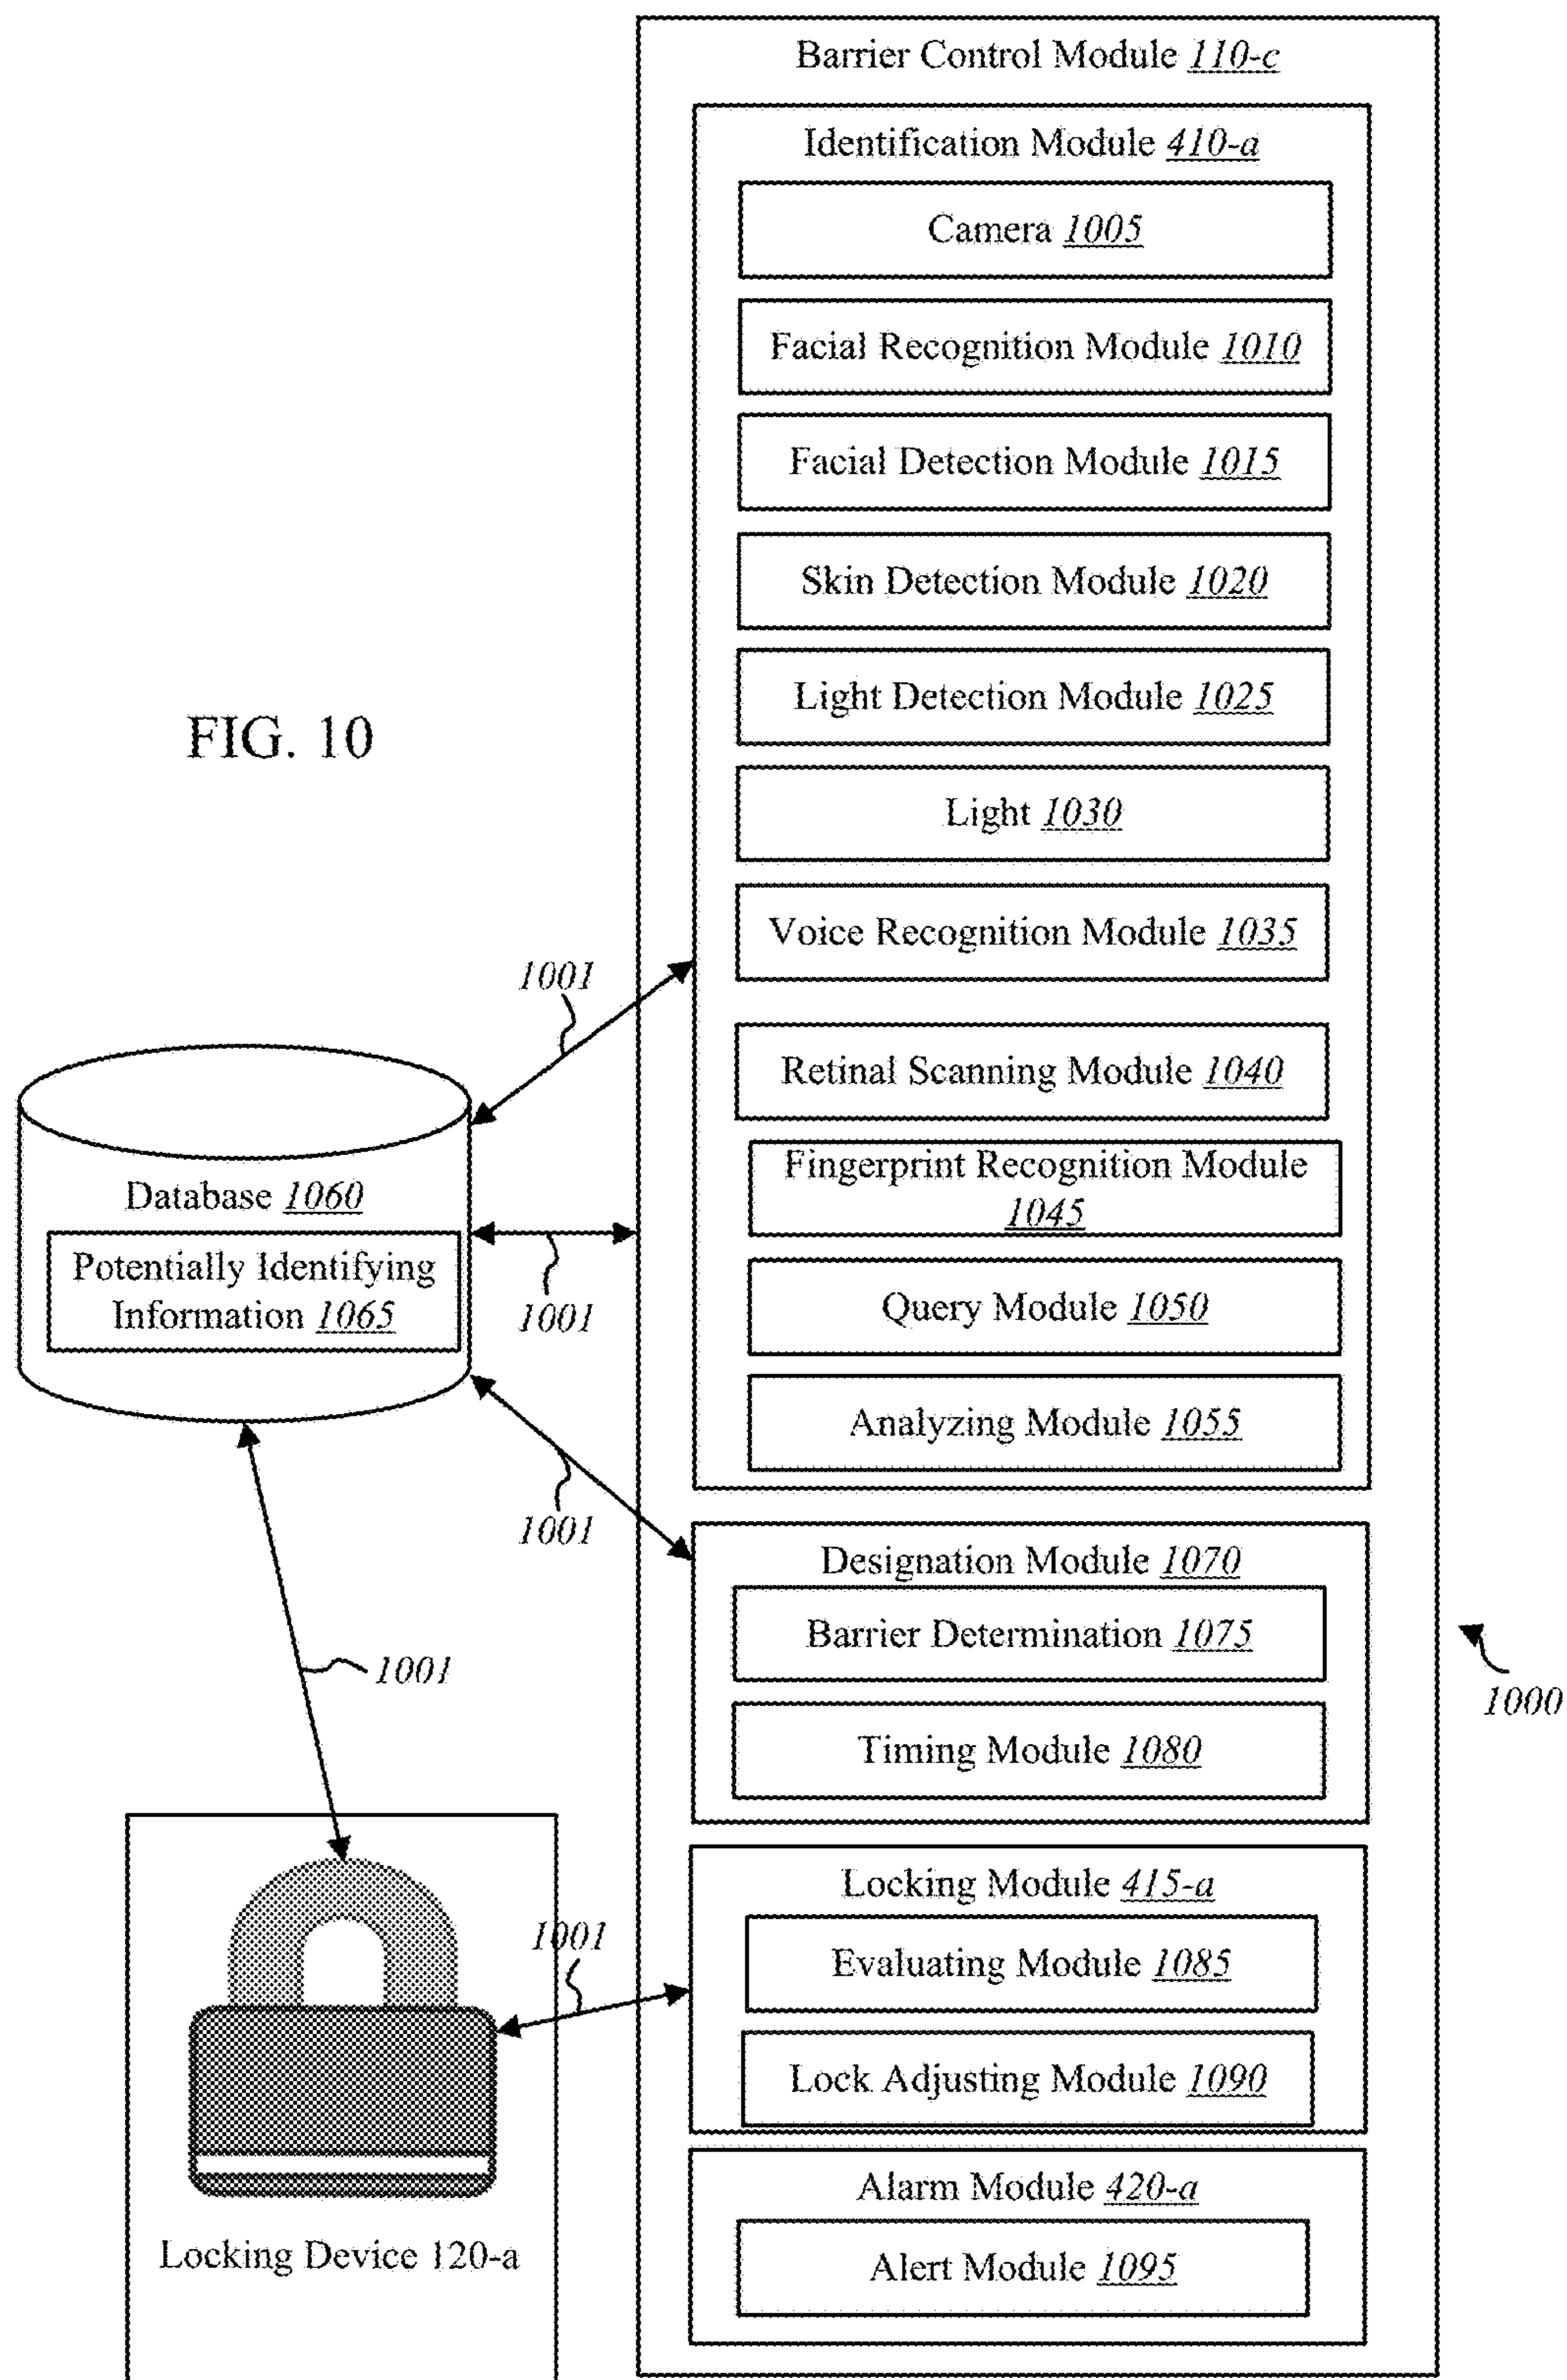 Barrier Control Module 110-c
Identification Module 410-a
Camera 1005
Facial Recognition Module 1010
Facial Detection Module 1015
Skin Detection Module 1020
Light Detection Module 1025
FIG. 10
Light 1030
Voice Recognition Module 1035
1001
Retinal Scanning Module 1040
Fingerprint Recognition Module
1045
Database 1060
Potentially Identifying
Information 1065
1001
Query Module 1050
Analyzing Module 1055
1001
Designation Module 1070
Barrier Determination 1075
1001
1000
Timing Module 1080
Locking Module 415-a
1001
Evaluating Module 1085
Lock Adjusting Module 1090
Alarm Module 420-a
Locking Device 120-a
Alert Module 1095